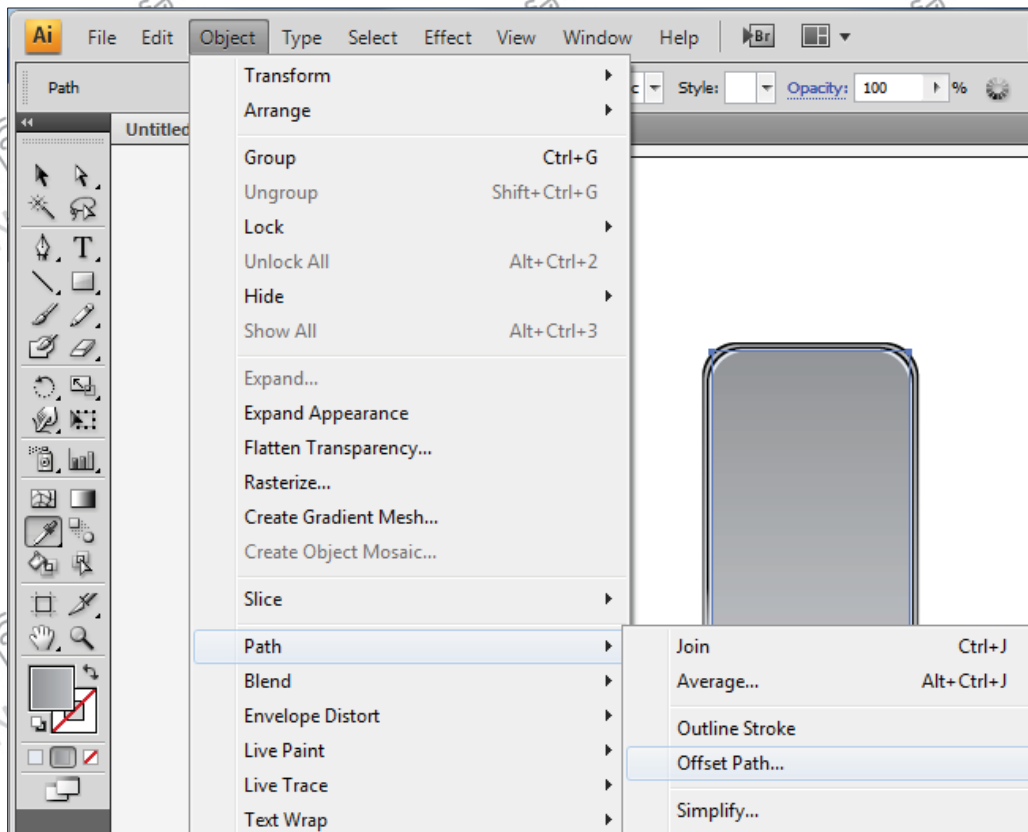 Ai File Edit Object Type Select Effect View Window Help Br
Path c Style: Opacity: 100 %
Untitled
Transform
Arrange
Group Ctrl+G
Ungroup Shift+Ctrl+G
Lock
Unlock All Alt+Ctrl+2
Hide
Show All Alt+Ctrl+3
Expand...
Expand Appearance
Flatten Transparency...
Rasterize...
Create Gradient Mesh...
Create Object Mosaic...
Slice
Path
Join Ctrl+J
Blend
Average... Alt+Ctrl+J
Envelope Distort
Outline Stroke
Live Paint
Offset Path...
Live Trace
Simplify...
Text Wrap
T